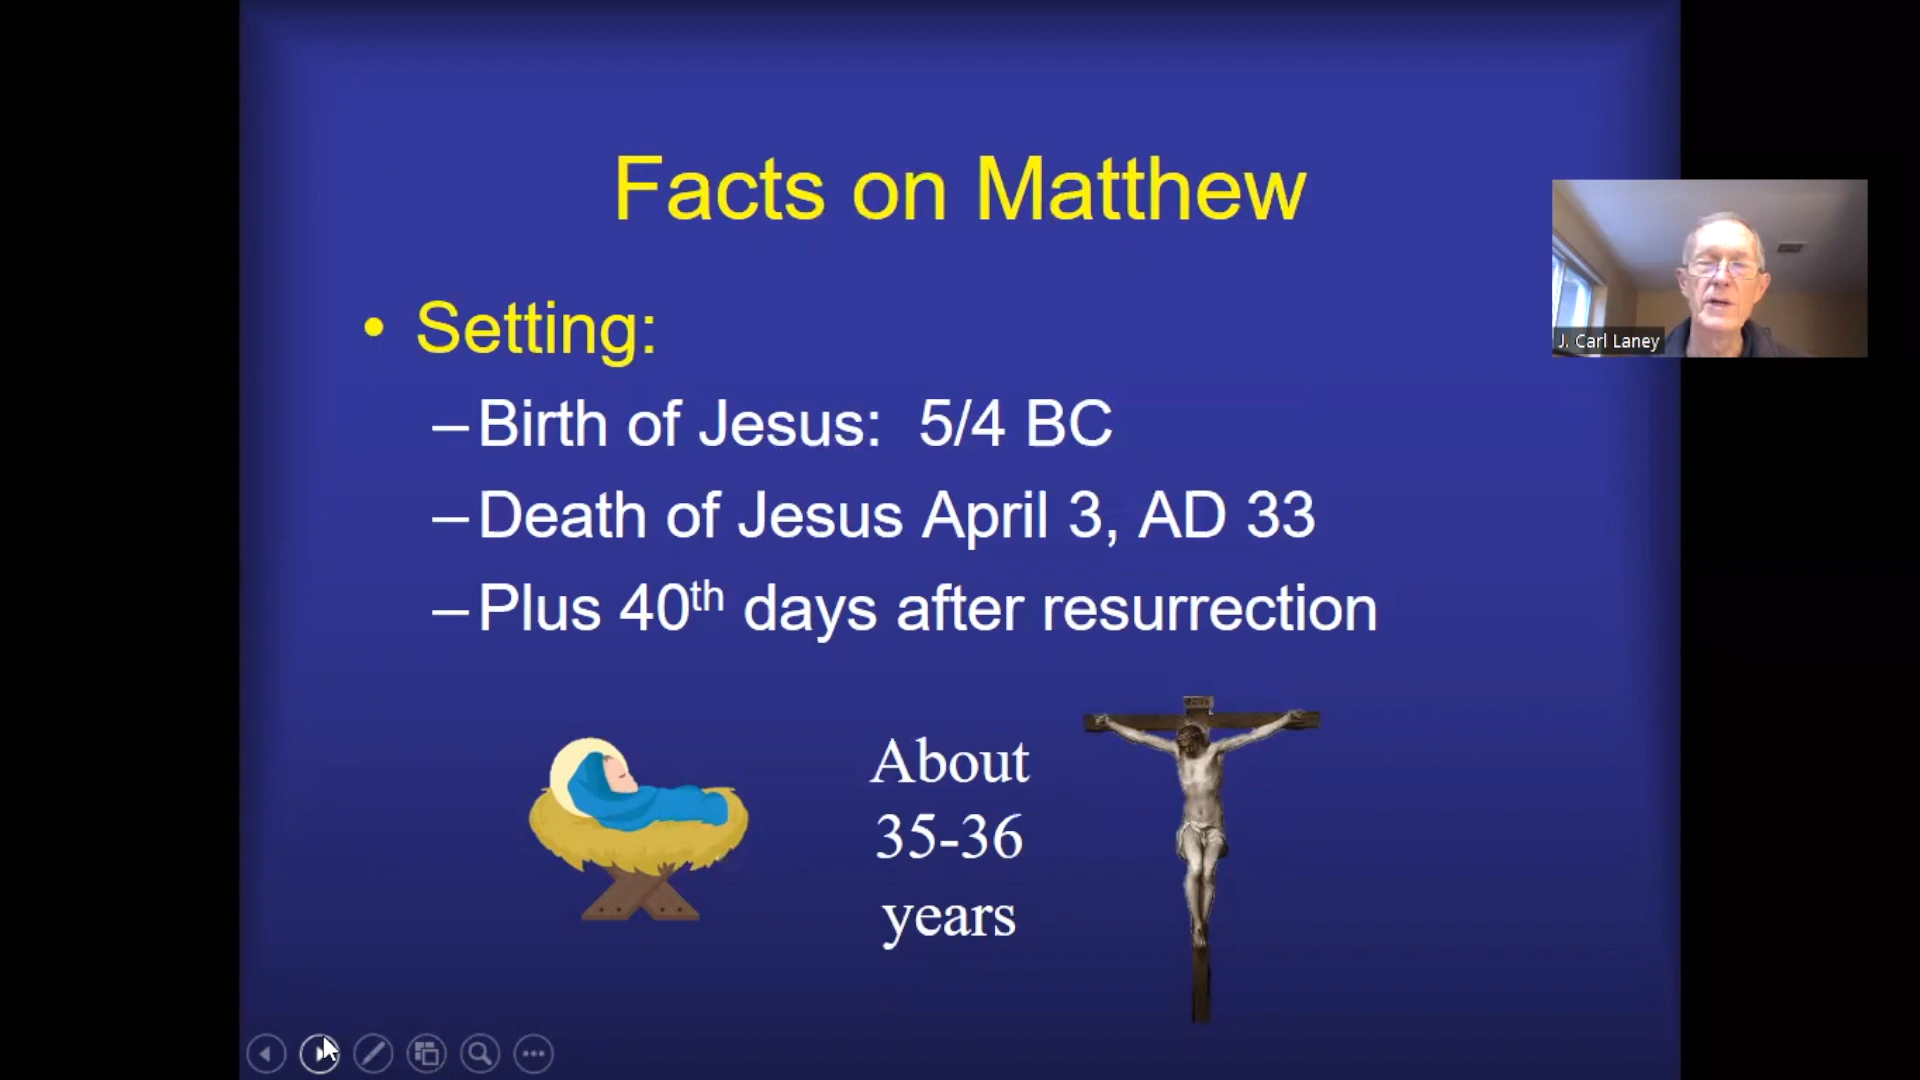 Facts on Matthew
• Setting:
–Birth of Jesus: 5/4 BC
–Death of Jesus April 3, AD 33
–Plus 40th days after resurrection
About
35-36
years
J. Carl Laney